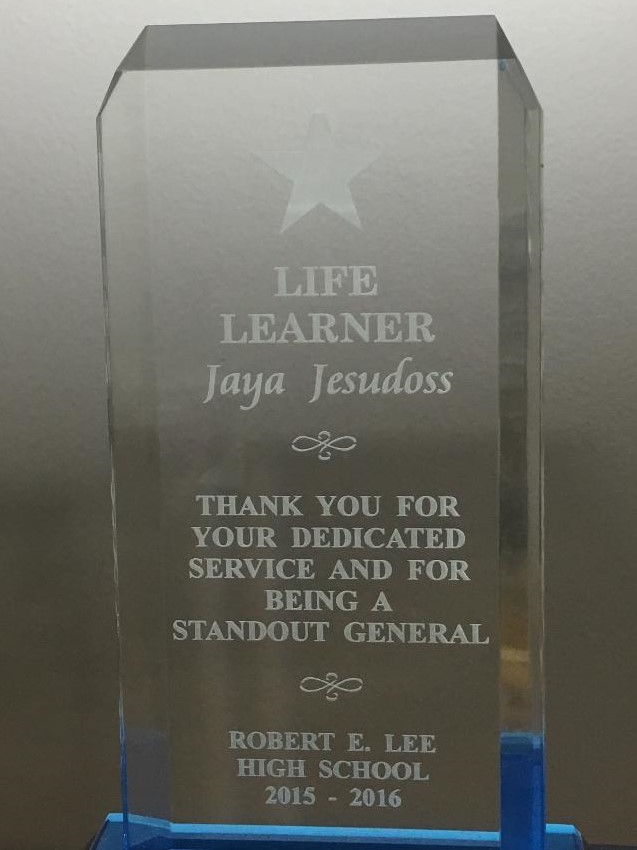 LIFE
LEARNER
Jaya Jesudoss
THANK YOU FOR
YOUR DEDICATED
SERVICE AND FOR
BEING A
STANDOUT GENERAL
ROBERT E. LEE
HIGH SCHOOL
2015 - 2016